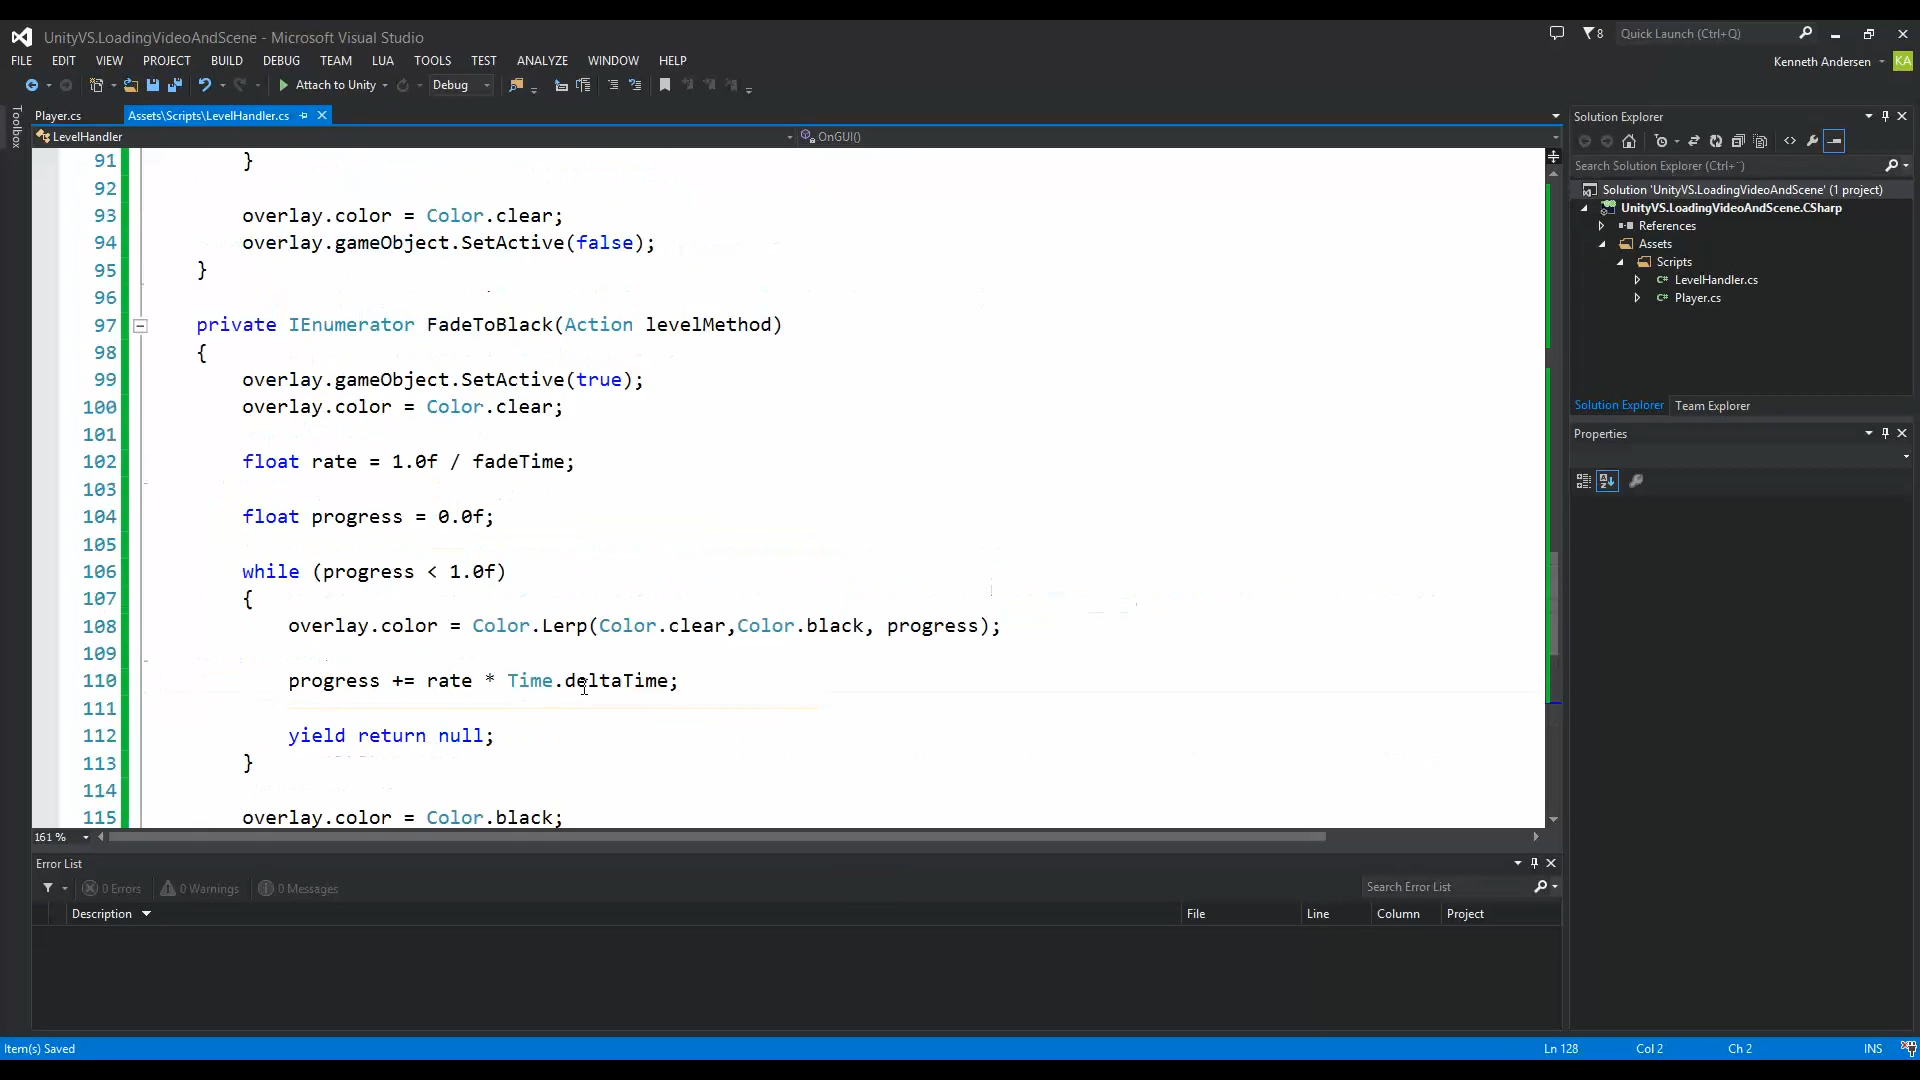 UnityVS.LoadingVideoAndScene - Microsoft Visual Studio
8
Quick Launch (Ctrl+Q)
FILE EDIT VIEW PROJECT BUILD DEBUG TEAM LUA TOOLS TEST ANALYZE WINDOW HELP
Kenneth Andersen
KA
Attach to Unity
Debug
Toolbox
Player.cs
Assets\Scripts\LevelHandler.cs
LevelHandler
OnGUI()
91 }
92
93 overlay.color = Color.clear;
94 overlay.gameObject.SetActive(false);
95 }
96
97 private IEnumerator FadeToBlack(Action levelMethod)
98 {
99 overlay.gameObject.SetActive(true);
100 overlay.color = Color.clear;
101
102 float rate = 1.0f / fadeTime;
103
104 float progress = 0.0f;
105
106 while (progress < 1.0f)
107 {
108 overlay.color = Color.Lerp(Color.clear,Color.black, progress);
109
110 progress += rate * Time.deltaTime;
111
112 yield return null;
113 }
114
115 overlay.color = Color.black;
161 %
Solution Explorer
Search Solution Explorer (Ctrl+¨)
Solution 'UnityVS.LoadingVideoAndScene' (1 project)
UnityVS.LoadingVideoAndScene.CSharp
References
Assets
Scripts
C# LevelHandler.cs
C# Player.cs
Solution Explorer Team Explorer
Properties
Error List
0 Errors 0 Warnings 0 Messages
Search Error List
Description File Line Column Project
Item(s) Saved
Ln 128 Col 2 Ch 2 INS